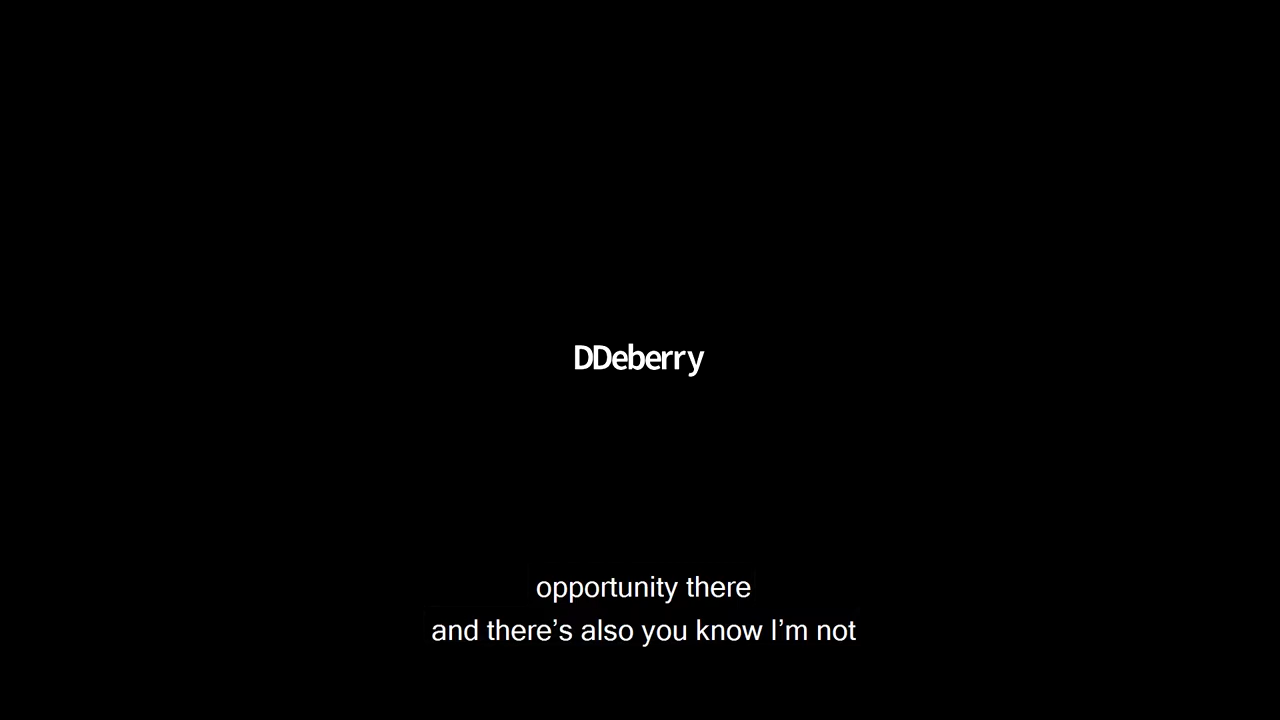 DDeberry
opportunity there
and there’s also you know I’m not